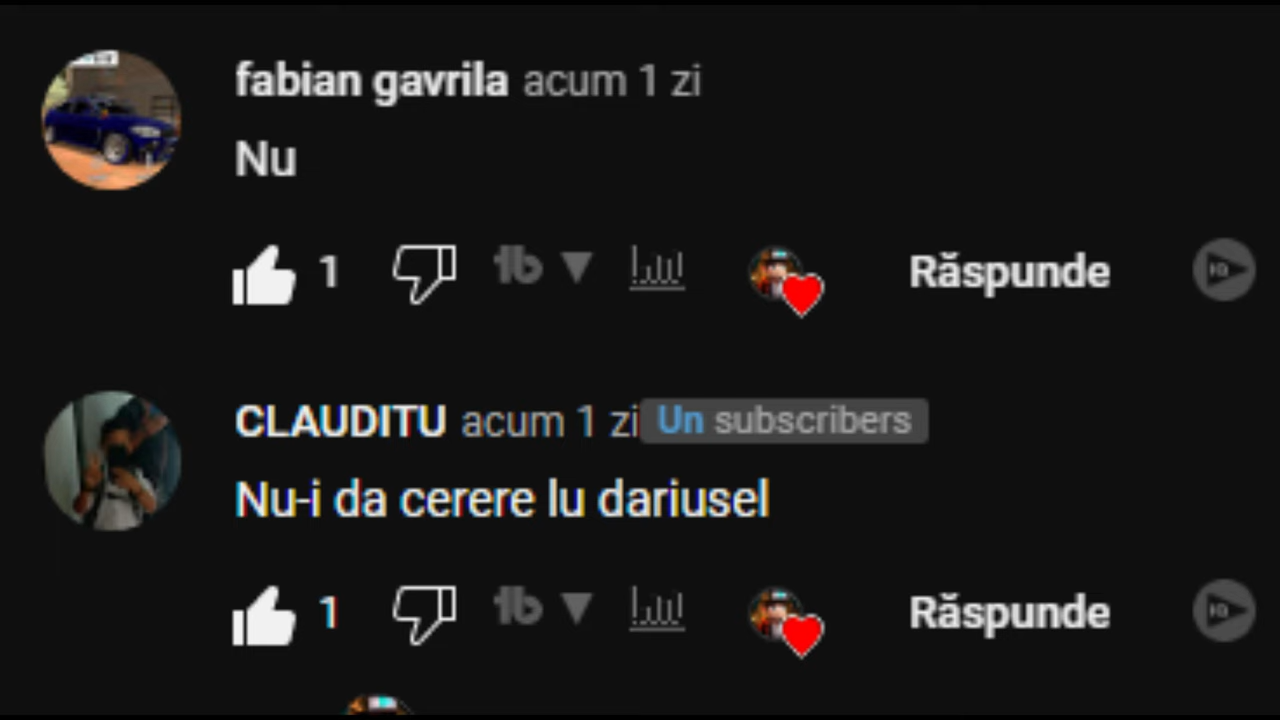 fabian gavrila acum 1 zi
Nu
1 Răspunde
CLAUDITU acum 1 zi Un subscribers
Nu-i da cerere lu dariusel
1 Răspunde